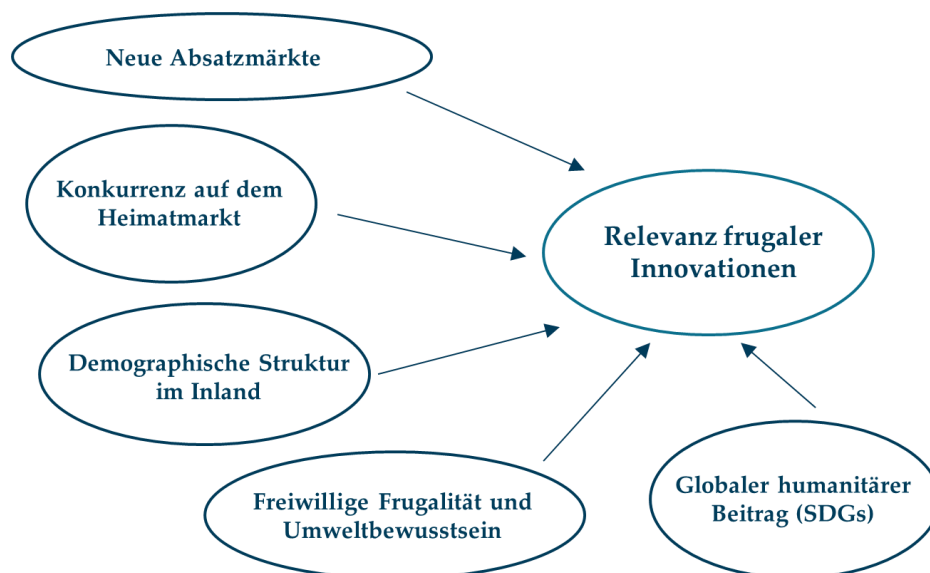 Neue Absatzmärkte
Konkurrenz auf dem
Heimatmarkt
Relevanz frugaler
Innovationen
Demographische Struktur
im Inland
Freiwillige Frugalität und
Umweltbewusstsein
Globaler humanitärer
Beitrag (SDGs)